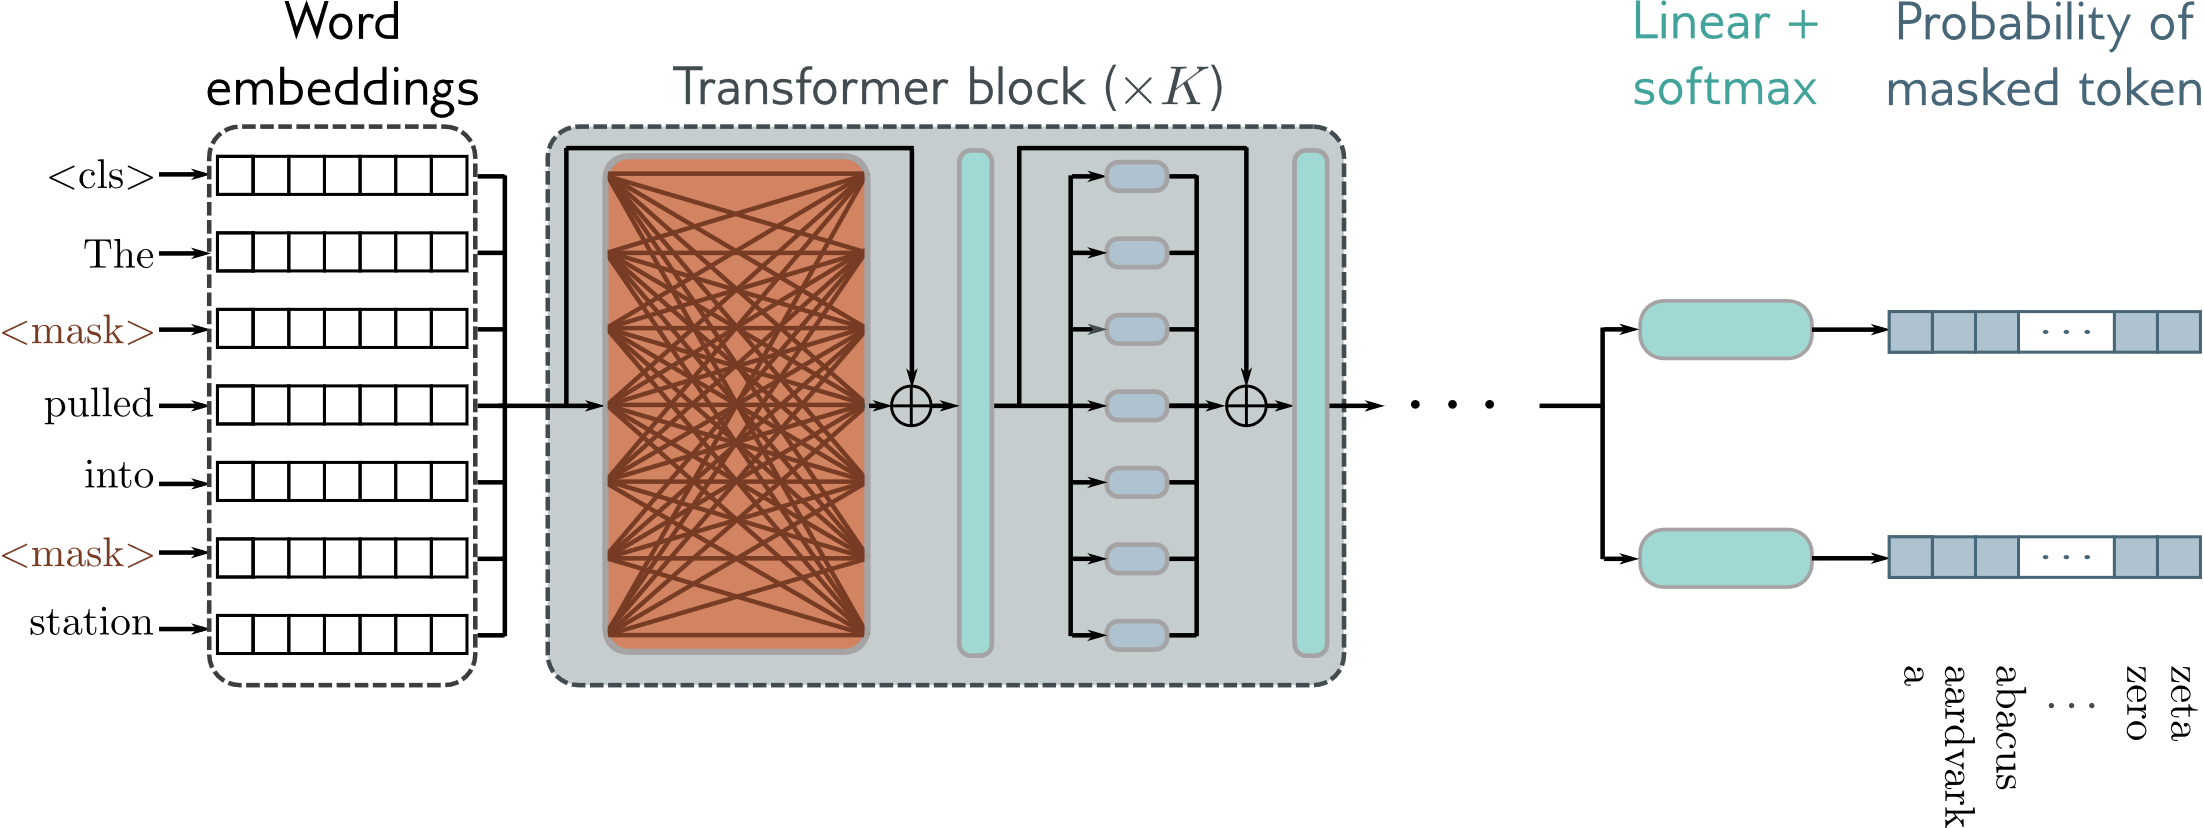 Word
embeddings
Transformer block (×K)
Linear +
softmax
Probability of
masked token
<cls>
The
<mask>
pulled
into
<mask>
station
· · ·
· · ·
· · ·
a
aardvark
abacus
· · ·
zero
zeta